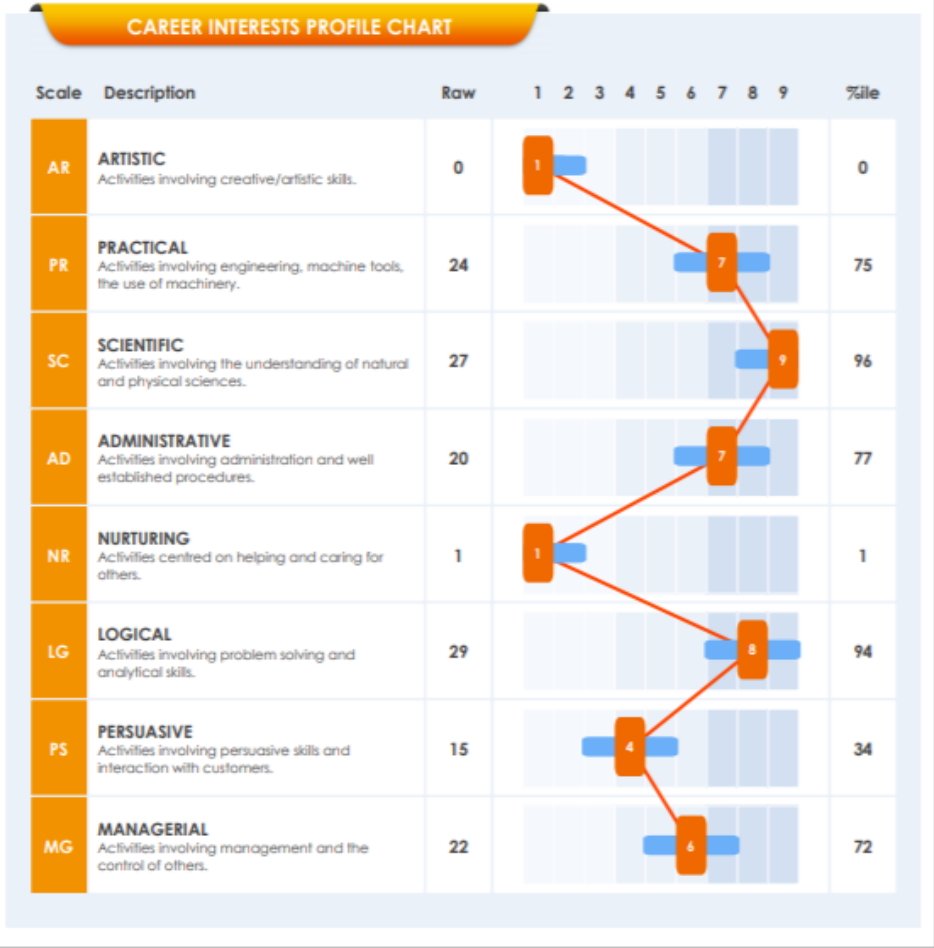 CAREER INTERESTS PROFILE CHART
Scale Description Raw 1 2 3 4 5 6 7 8 9 %ile
AR ARTISTIC
Activities involving creative/artistic skills. 0 1 0
PR PRACTICAL
Activities involving engineering, machine tools, 24 7 75
the use of machinery.
SC SCIENTIFIC
Activities involving the understanding of natural 27 9 96
and physical sciences.
AD ADMINISTRATIVE
Activities involving administration and well 20 7 77
established procedures.
NR NURTURING
Activities centred on helping and caring for 1 1 1
others.
LG LOGICAL
Activities involving problem solving and 29 8 94
analytical skills.
PS PERSUASIVE
Activities involving persuasive skills and 15 4 34
interaction with customers.
MG MANAGERIAL
Activities involving management and the 22 6 72
control of others.